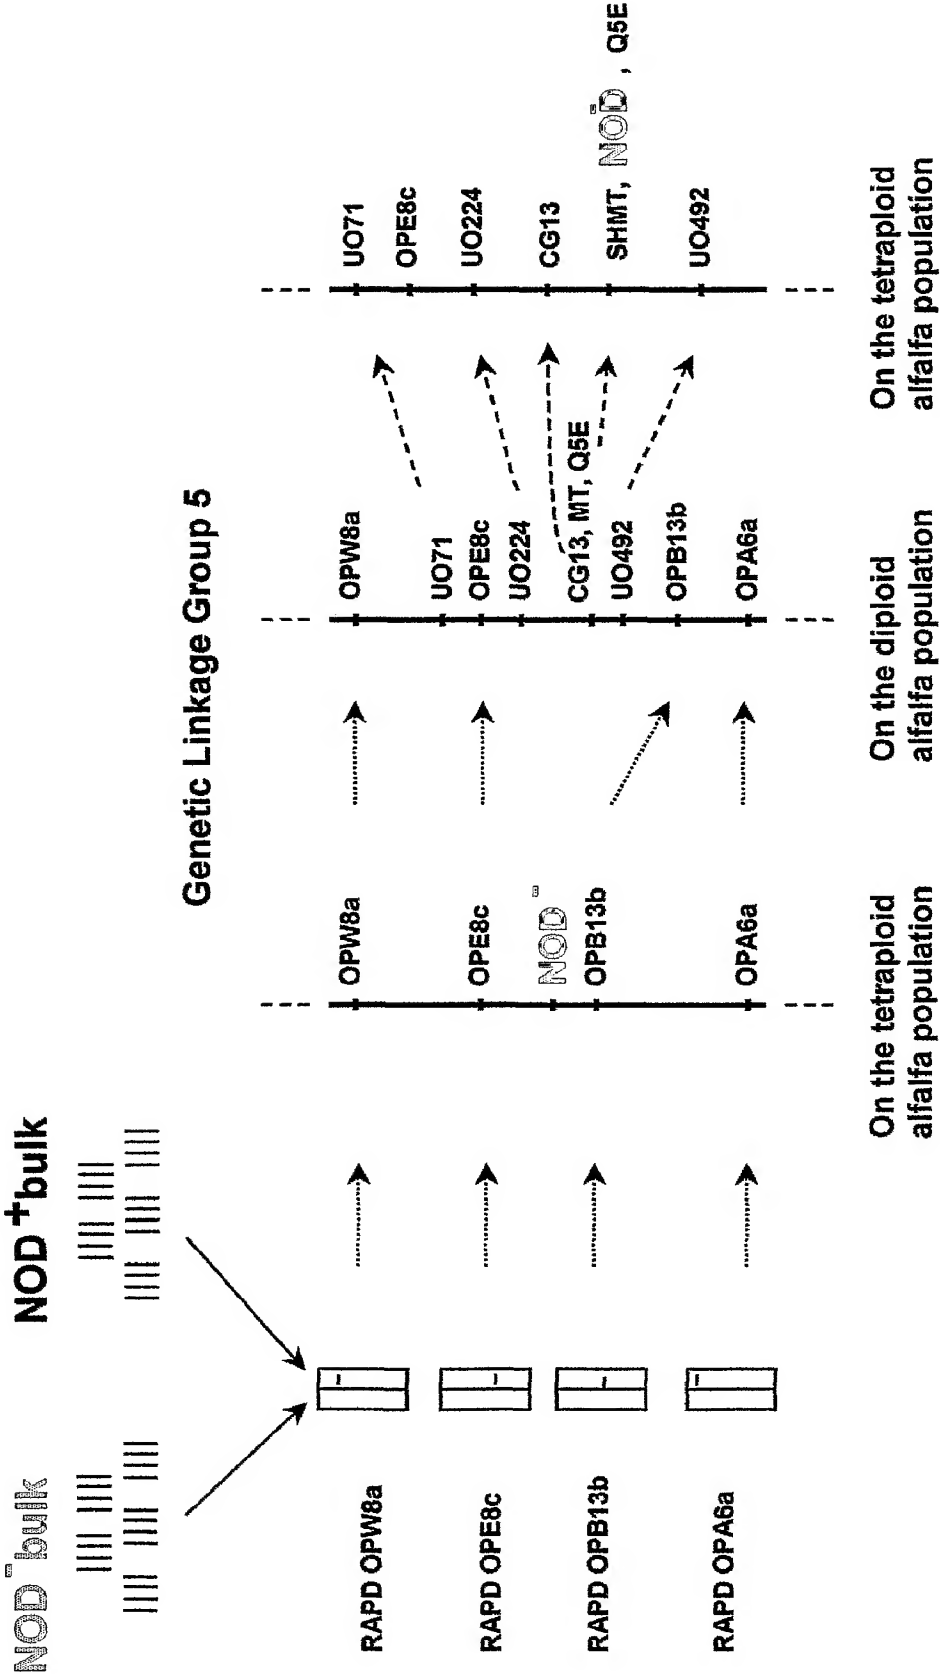 NOD⁻ bulk
NOD⁺ bulk
Genetic Linkage Group 5
RAPD OPW8a
RAPD OPE8c
RAPD OPB13b
RAPD OPA6a
OPW8a
OPE8c
NOD⁻
OPB13b
OPA6a
On the tetraploid
alfalfa population
OPW8a
UO71
OPE8c
UO224
CG13, MT, Q5E
UO492
OPB13b
OPA6a
On the diploid
alfalfa population
UO71
OPE8c
UO224
CG13
SHMT, NOD⁻, Q5E
UO492
On the tetraploid
alfalfa population